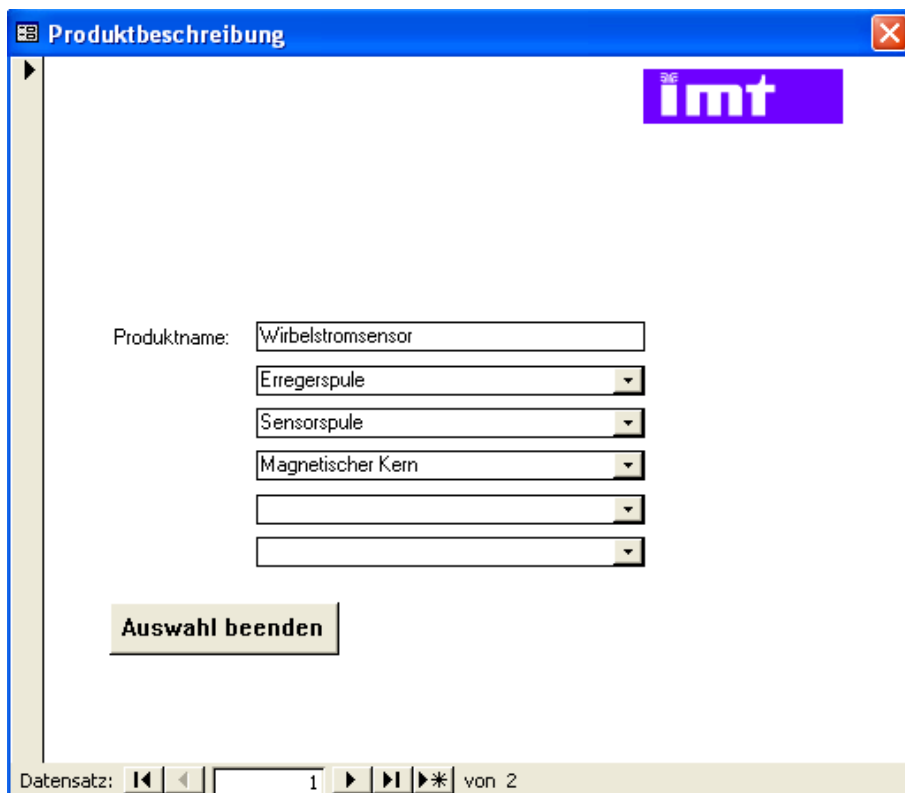 Produktbeschreibung
imt
Produktname: Wirbelstromsensor
Erregerspule
Sensorspule
Magnetischer Kern
Auswahl beenden
Datensatz: 1 von 2